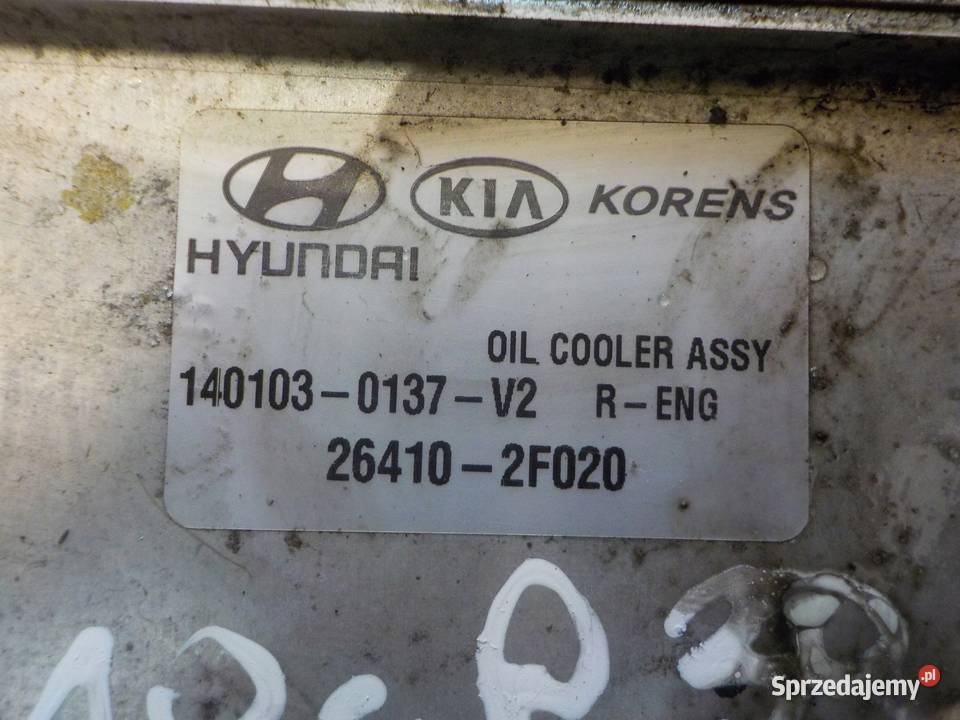 HYUNDAI KIA KORENS
OIL COOLER ASSY
140103-0137-V2 R-ENG
26410-2F020
Sprzedajemy.pl